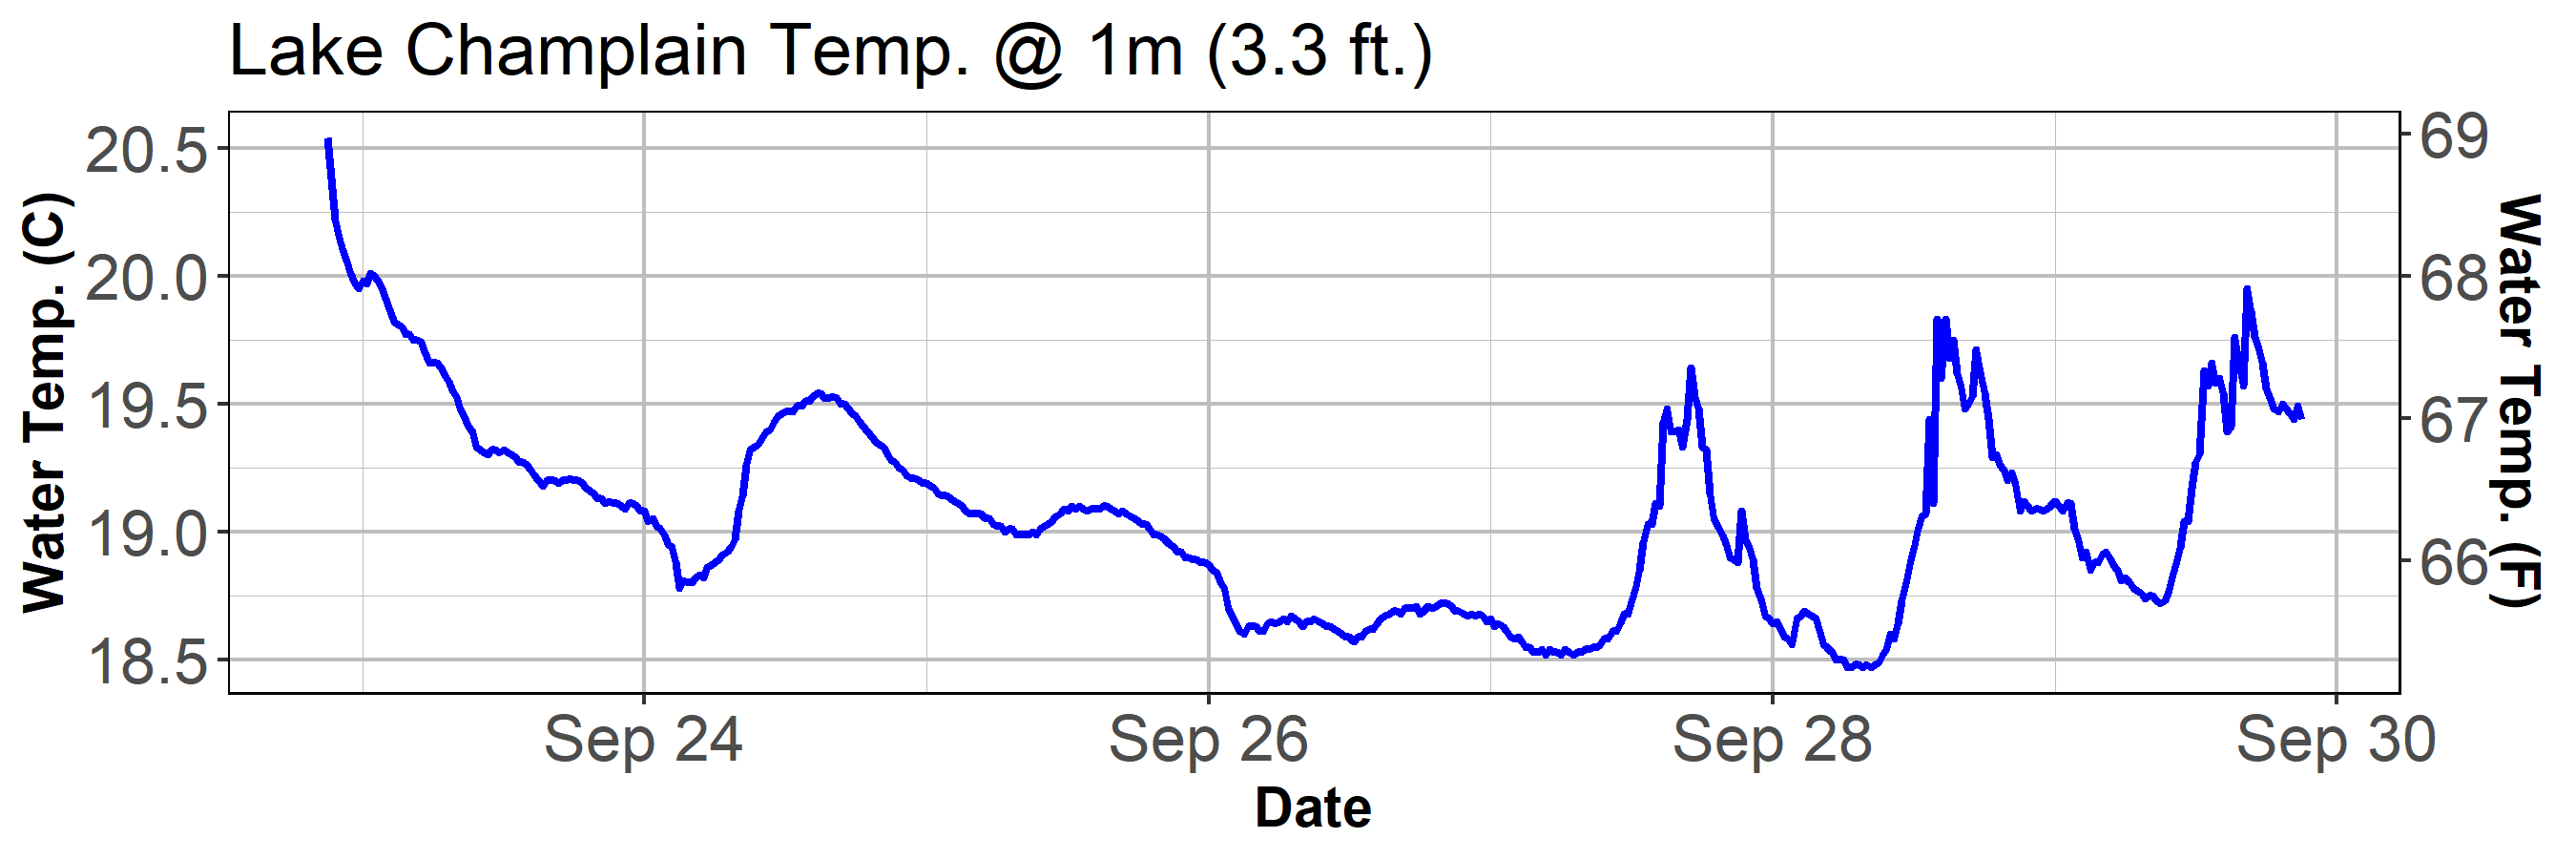 Lake Champlain Temp. @ 1m (3.3 ft.)
Water Temp. (C)
20.5
20.0
19.5
19.0
18.5
69
68
67
66
Water Temp. (F)
Sep 24 Sep 26 Sep 28 Sep 30
Date